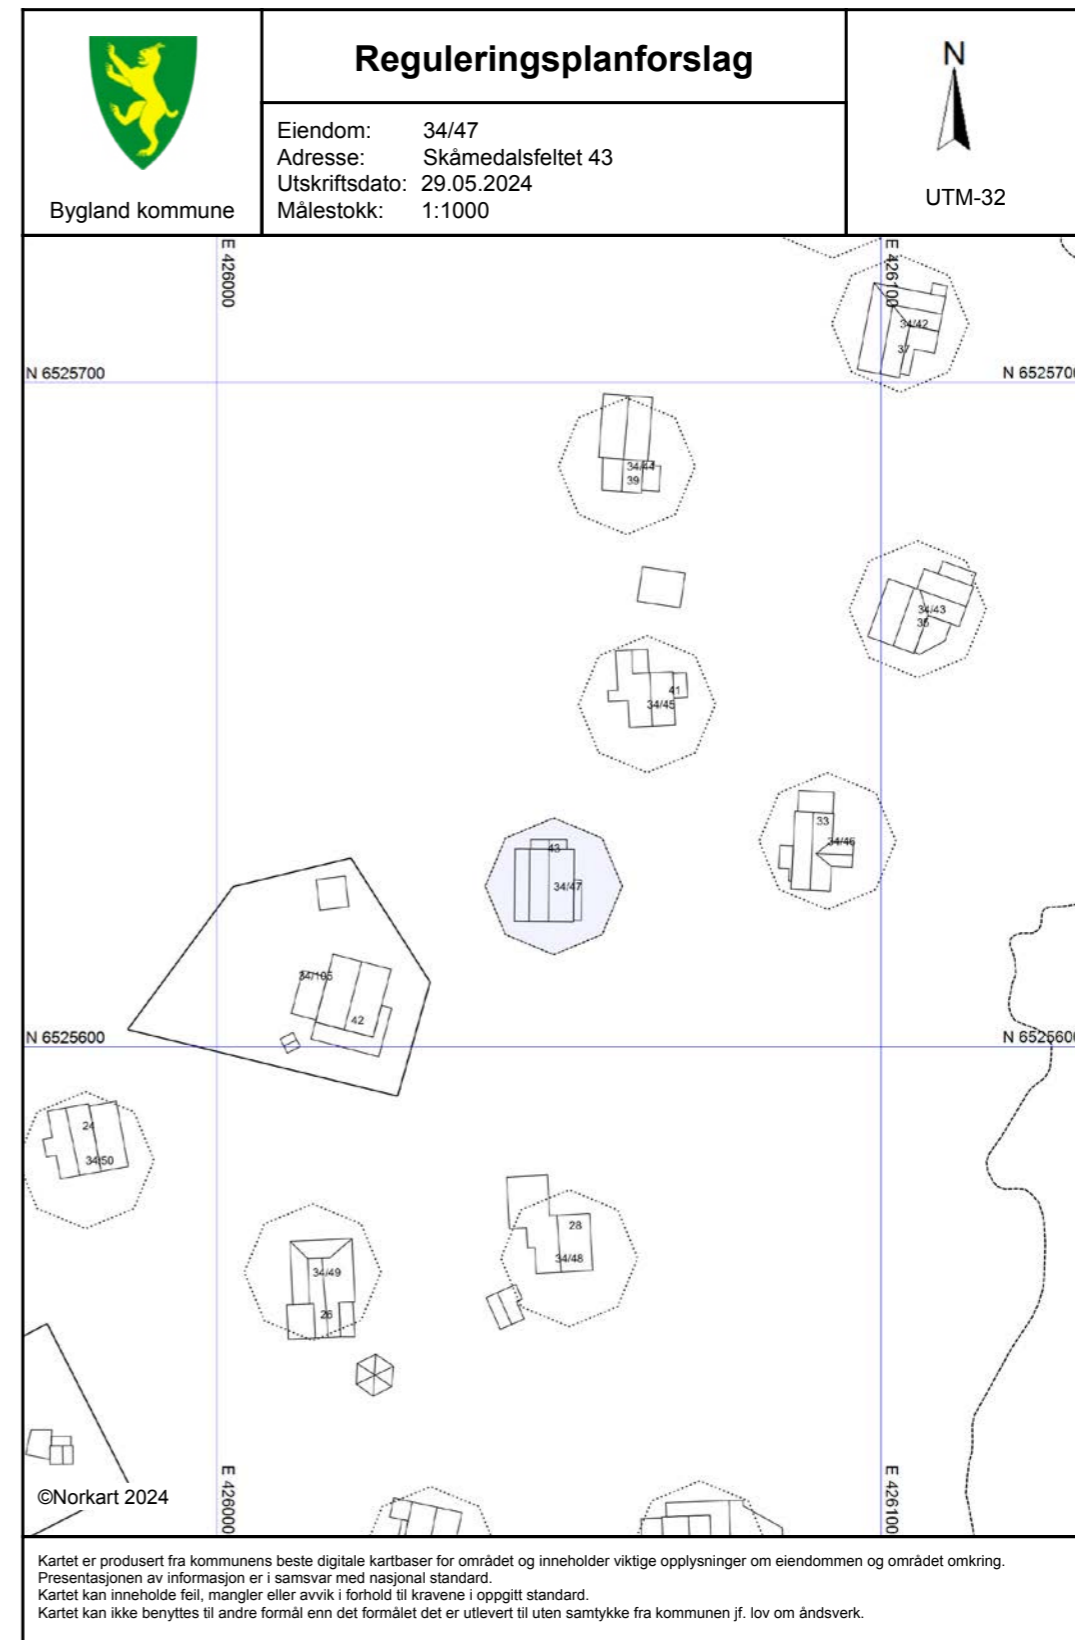 Reguleringsplanforslag
Eiendom: 34/47
Adresse: Skåmedalsfeltet 43
Utskriftsdato: 29.05.2024
Målestokk: 1:1000
Bygland kommune
N
UTM-32
E 426000
E 426100
34/42
37
N 6525700
N 6525700
34/44
39
34/43
35
41
34/45
33
34/46
43
34/47
34/105
42
N 6525600
N 6525600
24
34/50
28
34/48
34/49
26
E 426000
E 426100
©Norkart 2024
Kartet er produsert fra kommunens beste digitale kartbaser for området og inneholder viktige opplysninger om eiendommen og området omkring.
Presentasjonen av informasjon er i samsvar med nasjonal standard.
Kartet kan inneholde feil, mangler eller avvik i forhold til kravene i oppgitt standard.
Kartet kan ikke benyttes til andre formål enn det formålet det er utlevert til uten samtykke fra kommunen jf. lov om åndsverk.